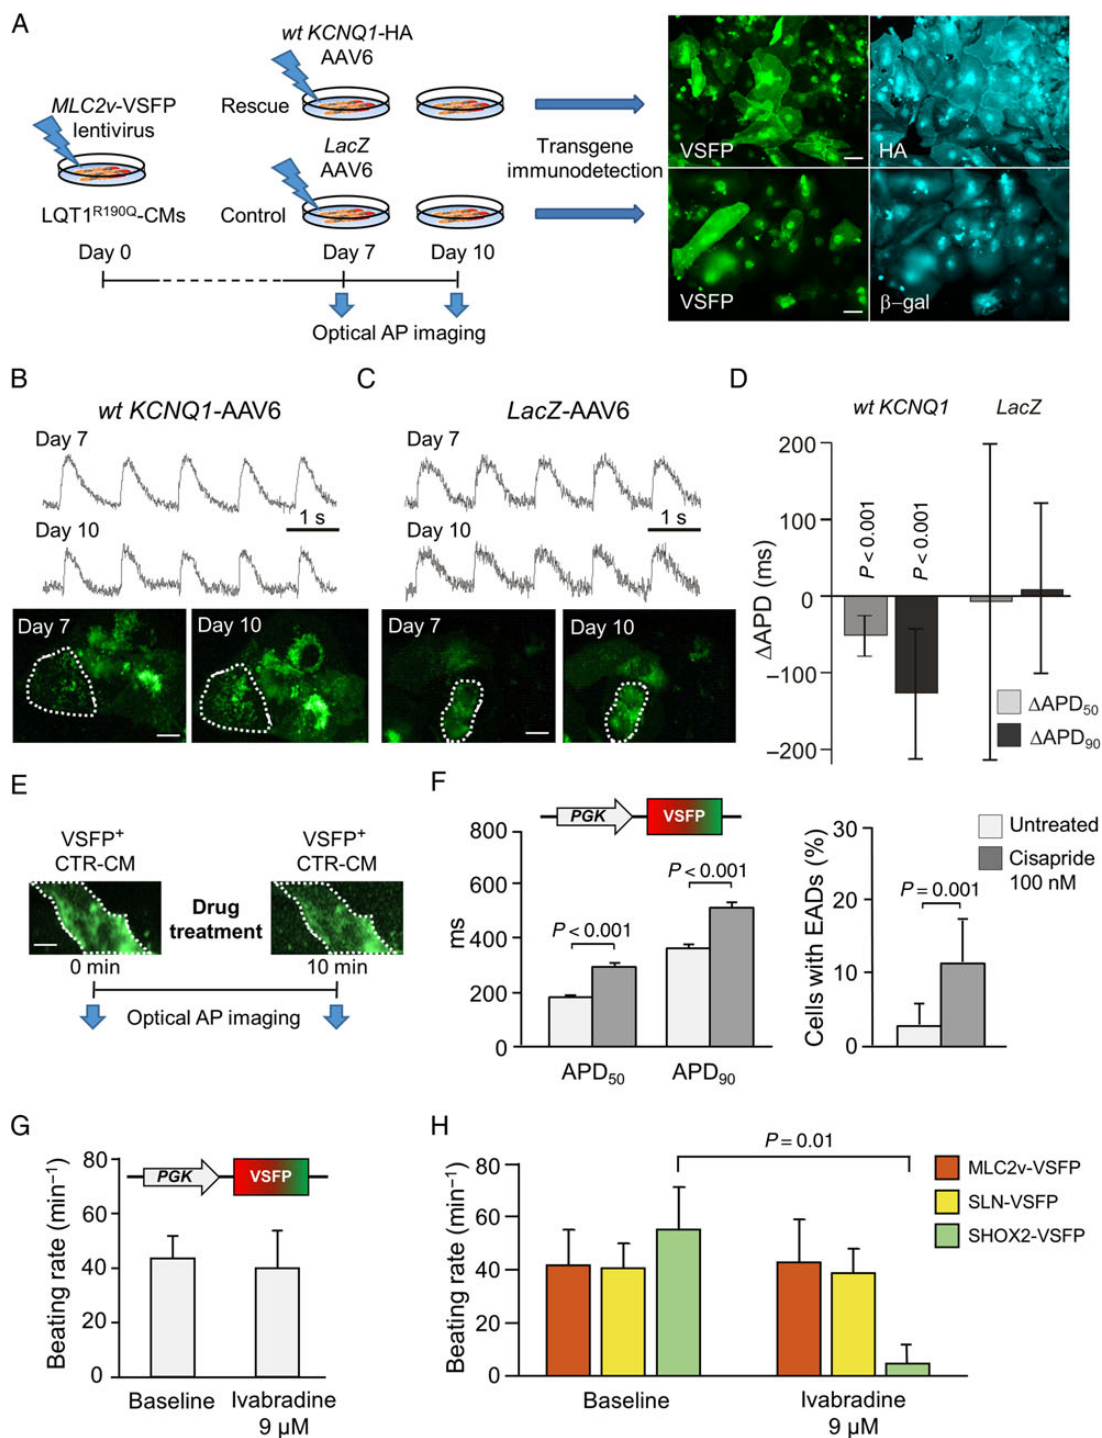 A
MLC2v-VSFP
lentivirus
LQT1R190Q-CMs
Day 0
wt KCNQ1-HA
AAV6
Rescue
LacZ
AAV6
Control
Day 7
Day 10
Optical AP imaging
Transgene
immunodetection
VSFP
HA
VSFP
β–gal
B
wt KCNQ1-AAV6
Day 7
1 s
Day 10
Day 7
Day 10
C
LacZ-AAV6
Day 7
1 s
Day 10
Day 7
Day 10
D
wt KCNQ1
LacZ
200
100
0
−100
−200
ΔAPD (ms)
P < 0.001
P < 0.001
ΔAPD50
ΔAPD90
E
VSFP+
CTR-CM
VSFP+
CTR-CM
Drug
treatment
0 min
10 min
Optical AP imaging
F
PGK
VSFP
800
600
400
200
0
ms
P < 0.001
P < 0.001
APD50
APD90
30
20
10
0
Cells with EADs (%)
P = 0.001
Untreated
Cisapride
100 nM
G
PGK
VSFP
80
60
40
20
0
Beating rate (min−1)
Baseline
Ivabradine
9 µM
H
P = 0.01
80
60
40
20
0
Beating rate (min−1)
Baseline
Ivabradine
9 µM
MLC2v-VSFP
SLN-VSFP
SHOX2-VSFP